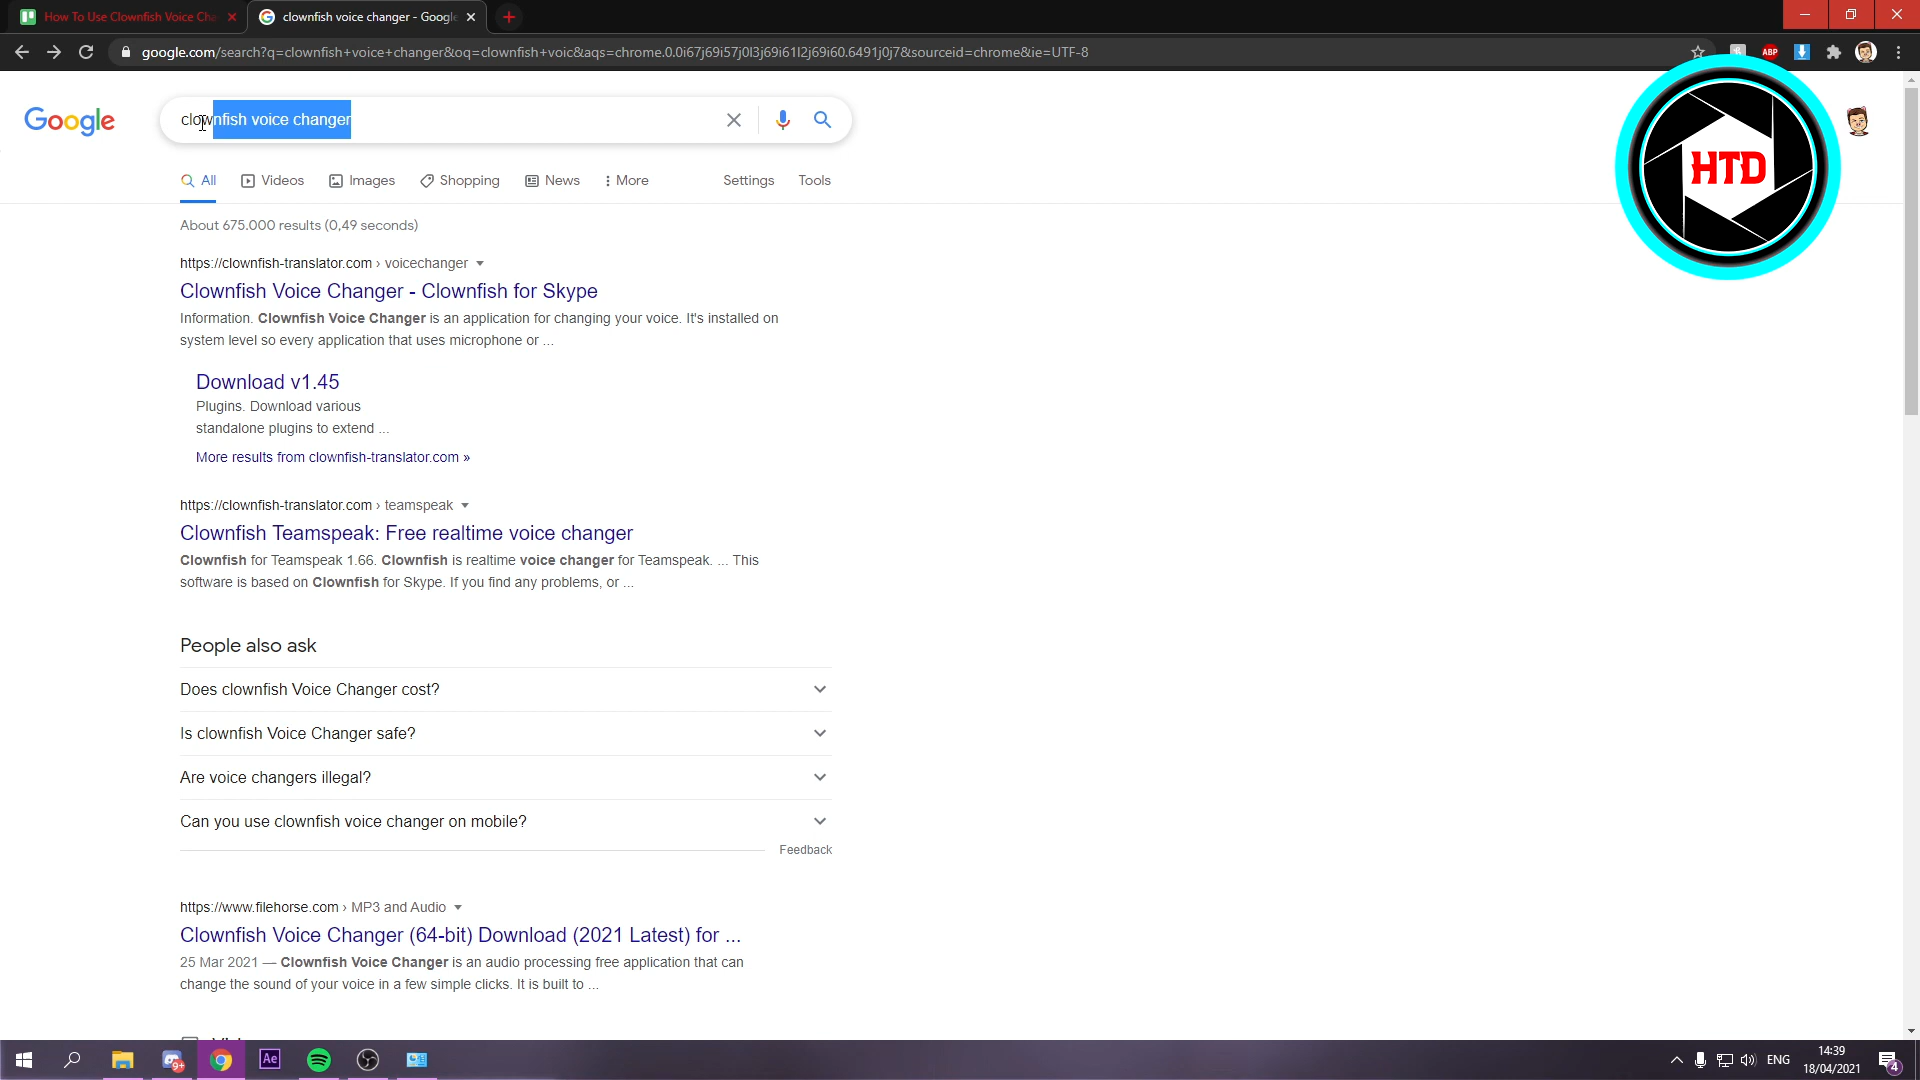 How To Use Clownfish Voice Cha
clownfish voice changer - Google
google.com/search?q=clownfish+voice+changer&oq=clownfish+voic&aqs=chrome.0.0i67j69i57j0l3j69i61l2j69i60.6491j0j7&sourceid=chrome&ie=UTF-8
ABP
Google
clownfish voice changer
HTD
All
Videos
Images
Shopping
News
More
Settings
Tools
About 675.000 results (0,49 seconds)
https://clownfish-translator.com › voicechanger
Clownfish Voice Changer - Clownfish for Skype
Information. Clownfish Voice Changer is an application for changing your voice. It's installed on
system level so every application that uses microphone or ...
Download v1.45
Plugins. Download various
standalone plugins to extend ...
More results from clownfish-translator.com »
https://clownfish-translator.com › teamspeak
Clownfish Teamspeak: Free realtime voice changer
Clownfish for Teamspeak 1.66. Clownfish is realtime voice changer for Teamspeak. ... This
software is based on Clownfish for Skype. If you find any problems, or ...
People also ask
Does clownfish Voice Changer cost?
Is clownfish Voice Changer safe?
Are voice changers illegal?
Can you use clownfish voice changer on mobile?
Feedback
https://www.filehorse.com › MP3 and Audio
Clownfish Voice Changer (64-bit) Download (2021 Latest) for ...
25 Mar 2021 — Clownfish Voice Changer is an audio processing free application that can
change the sound of your voice in a few simple clicks. It is built to ...
9+
Ae
ENG
14:39
18/04/2021
4